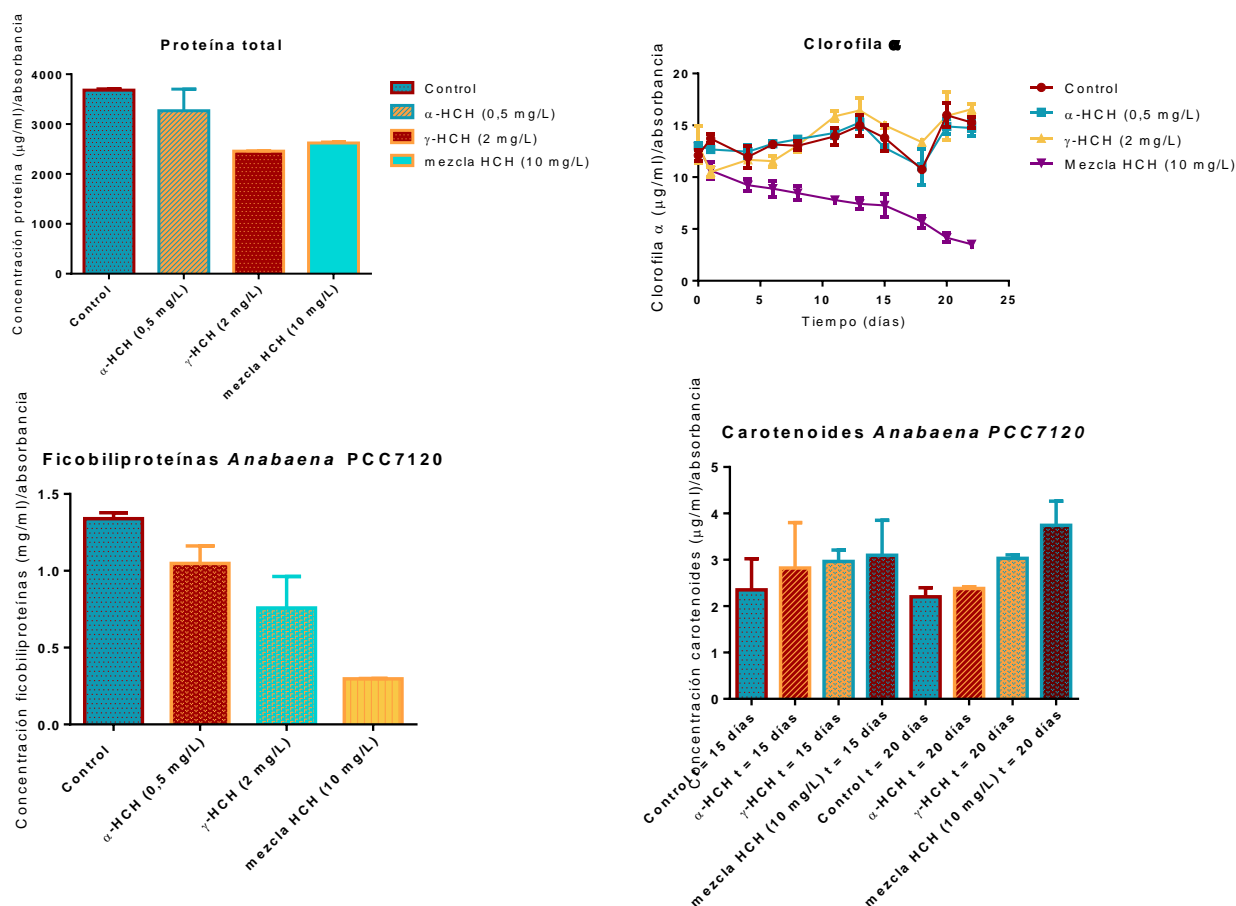 Proteína total
Concentración proteína (µg/ml)/absorbancia
4000
3000
2000
1000
0
Control
α-HCH (0,5 mg/L)
γ-HCH (2 mg/L)
mezcla HCH (10 mg/L)
Control
α-HCH (0,5 mg/L)
γ-HCH (2 mg/L)
mezcla HCH (10 mg/L)
Clorofila α
Clorofila α (µg/ml)/absorbancia
20
15
10
5
0
0
5
10
15
20
25
Tiempo (días)
Control
α-HCH (0,5 mg/L)
γ-HCH (2 mg/L)
Mezcla HCH (10 mg/L)
Ficobiliproteínas Anabaena PCC7120
Concentración ficobiliproteínas (mg/ml)/absorbancia
1.5
1.0
0.5
0.0
Control
α-HCH (0,5 mg/L)
γ-HCH (2 mg/L)
mezcla HCH (10 mg/L)
Carotenoides Anabaena PCC7120
Concentración carotenoides (µg/ml)/absorbancia
5
4
3
2
1
0
Control t = 15 días
α-HCH t = 15 días
γ-HCH t = 15 días
mezcla HCH (10 mg/L) t = 15 días
Control t = 20 días
α-HCH t = 20 días
γ-HCH t = 20 días
mezcla HCH (10 mg/L) t = 20 días